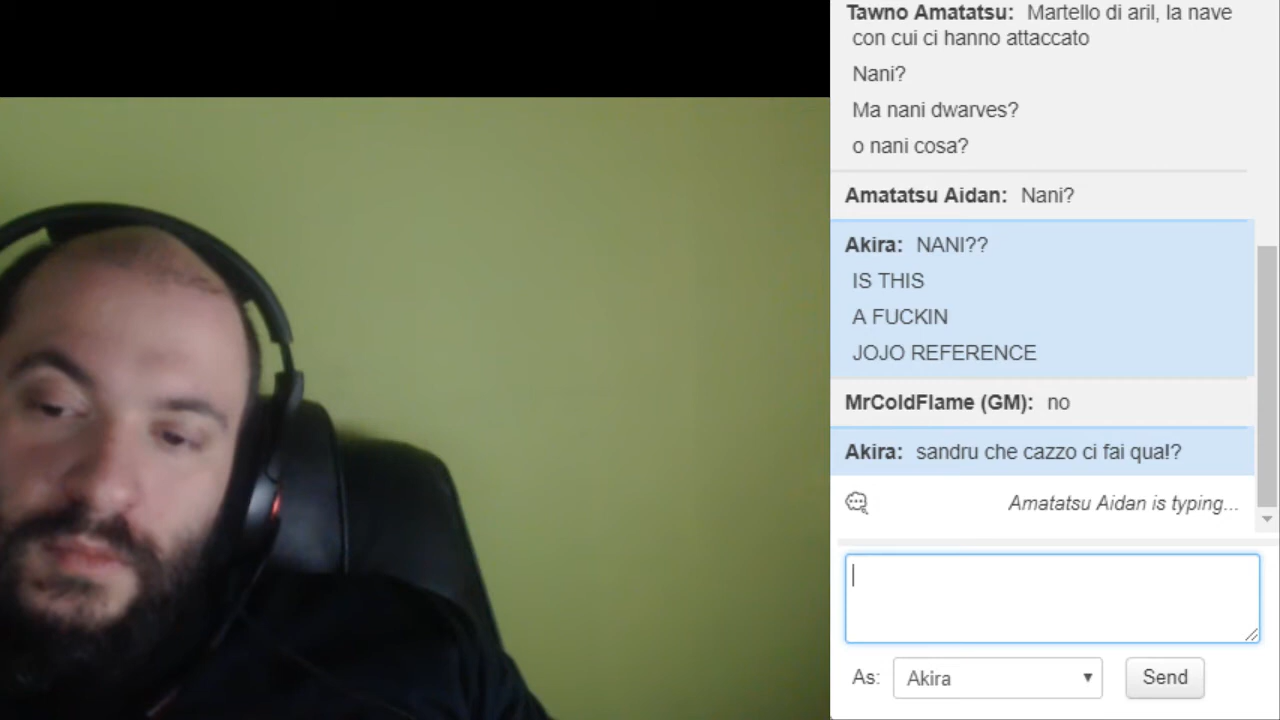 Tawno Amatatsu: Martello di aril, la nave
con cui ci hanno attaccato
Nani?
Ma nani dwarves?
o nani cosa?
Amatatsu Aidan: Nani?
Akira: NANI??
IS THIS
A FUCKIN
JOJO REFERENCE
MrColdFlame (GM): no
Akira: sandru che cazzo ci fai qua!?
Amatatsu Aidan is typing...
As: Akira Send